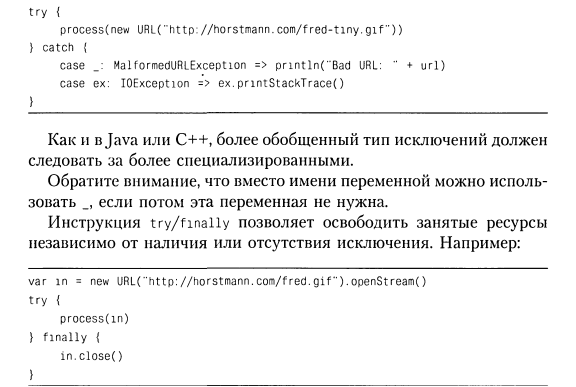 try {
process(new URL("http://horstmann.com/fred-tiny.gif"))
} catch {
case _: MalformedURLException => println("Bad URL: " + url)
case ex: IOException => ex.printStackTrace()
}
Как и в Java или C++, более обобщенный тип исключений должен
следовать за более специализированными.
Обратите внимание, что вместо имени переменной можно исполь-
зовать _, если потом эта переменная не нужна.
Инструкция try/finally позволяет освободить занятые ресурсы
независимо от наличия или отсутствия исключения. Например:
var in = new URL("http://horstmann.com/fred.gif").openStream()
try {
process(in)
} finally {
in.close()
}